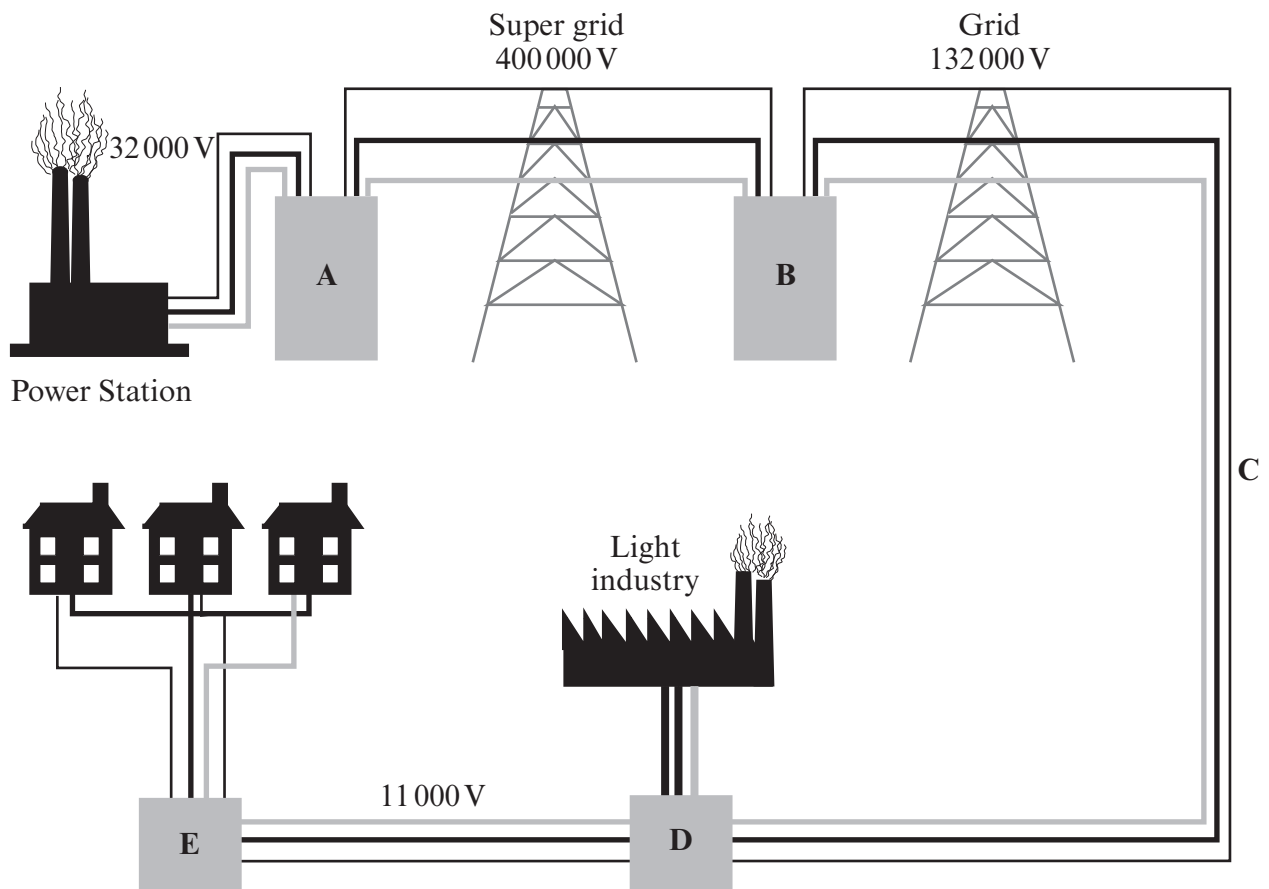 Super grid
400 000 V
Grid
132 000 V
32 000 V
A
B
Power Station
C
Light
industry
11 000 V
E
D